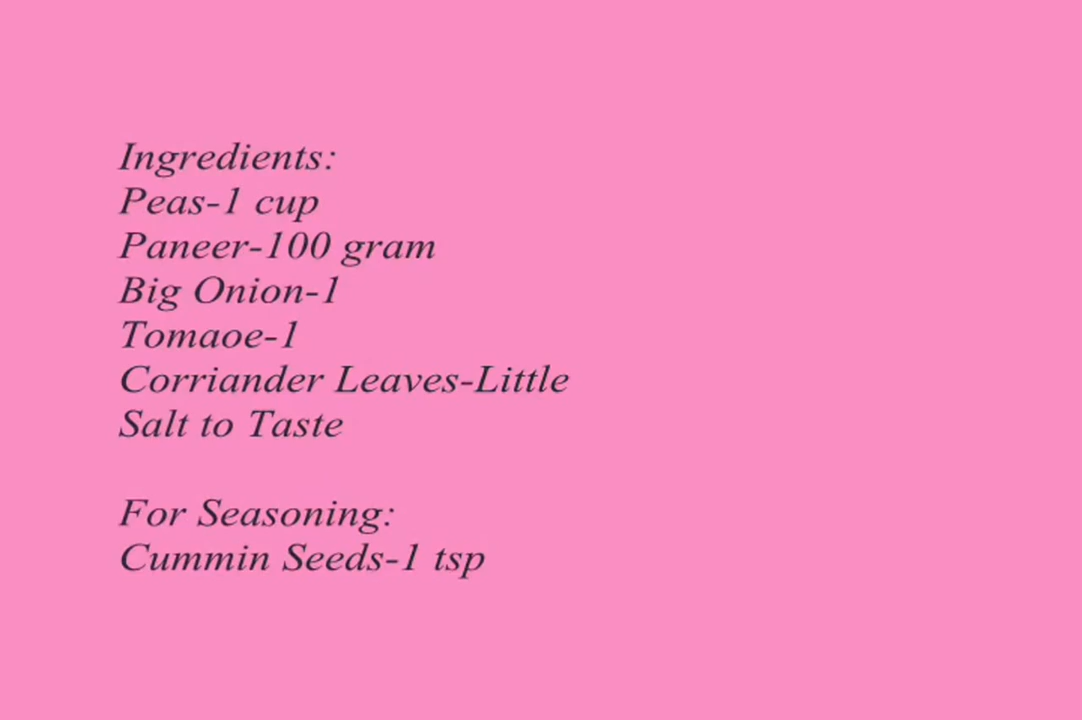 Ingredients:
Peas-1 cup
Paneer-100 gram
Big Onion-1
Tomaoe-1
Corriander Leaves-Little
Salt to Taste
For Seasoning:
Cummin Seeds-1 tsp